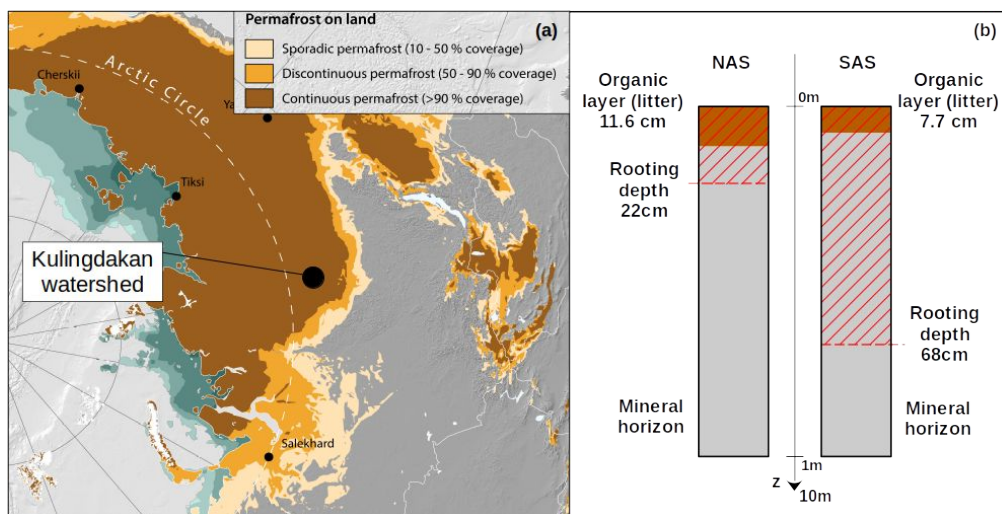 Permafrost on land
(a)
Sporadic permafrost (10 - 50 % coverage)
Discontinuous permafrost (50 - 90 % coverage)
Continuous permafrost (>90 % coverage)
Arctic Circle
Cherskii
Ya
Tiksi
Kulingdakan
watershed
Salekhard
(b)
NAS
SAS
Organic
layer (litter)
11.6 cm
0m
Organic
layer (litter)
7.7 cm
Rooting
depth
22cm
Rooting
depth
68cm
Mineral
horizon
Mineral
horizon
1m
z
10m